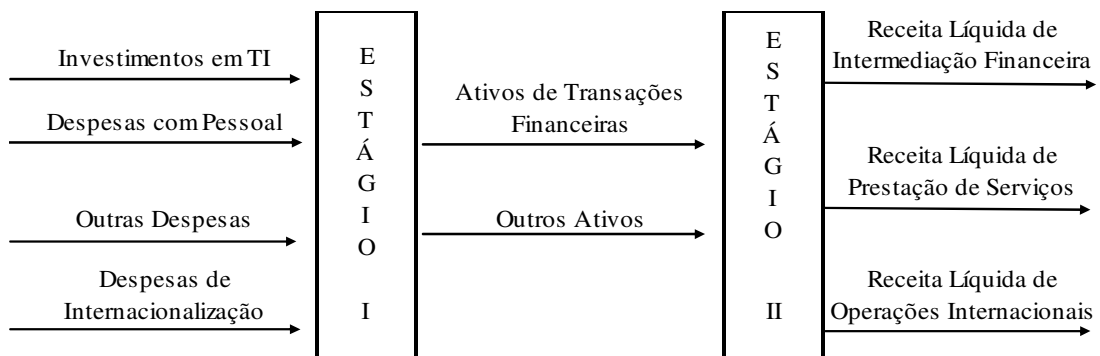 Investimentos em TI
Despesas com Pessoal
Outras Despesas
Despesas de
Internacionalização
E
S
T
Á
G
I
O
I
Ativos de Transações
Financeiras
Outros Ativos
E
S
T
Á
G
I
O
II
Receita Líquida de
Intermediação Financeira
Receita Líquida de
Prestação de Serviços
Receita Líquida de
Operações Internacionais